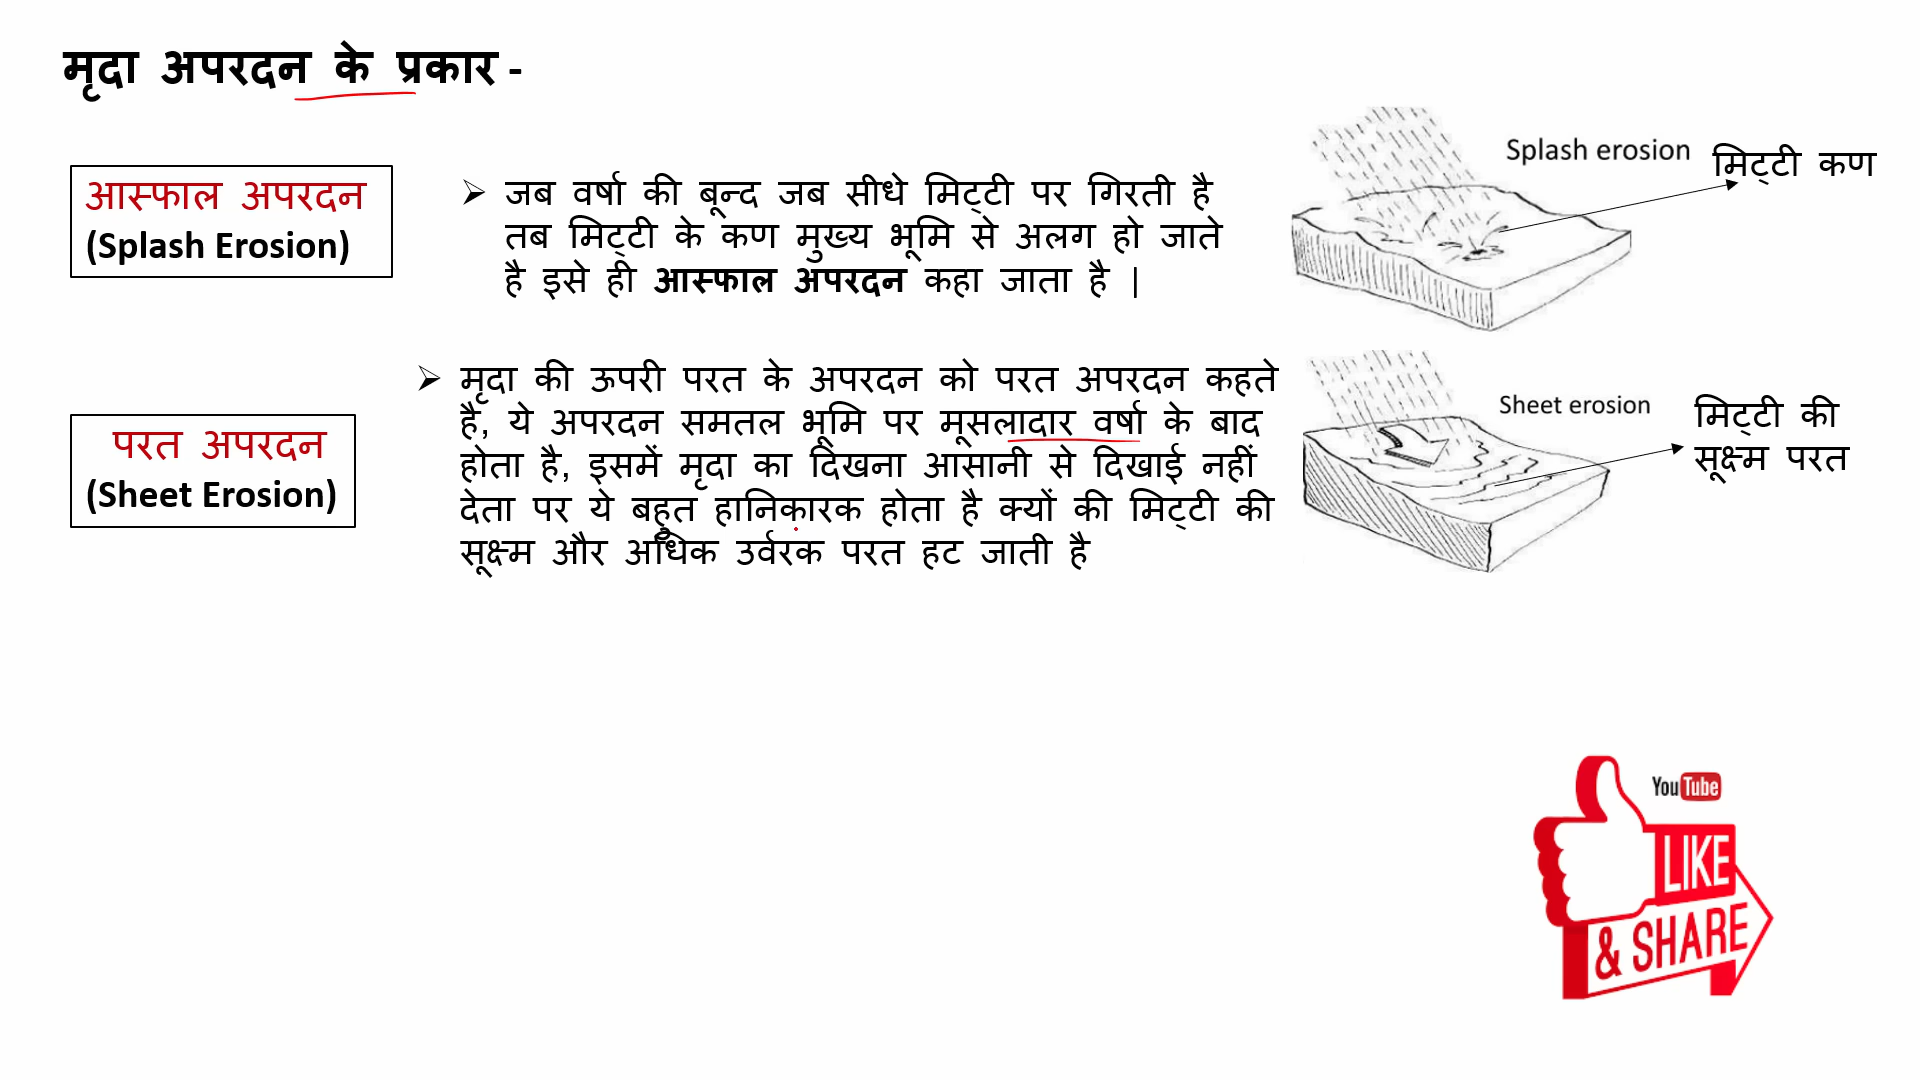 मृदा अपरदन के प्रकार -
आस्फाल अपरदन
(Splash Erosion)
➢ जब वर्षा की बून्द जब सीधे मिट्टी पर गिरती है
तब मिट्टी के कण मुख्य भूमि से अलग हो जाते
है इसे ही आस्फाल अपरदन कहा जाता है |
Splash erosion
मिट्टी कण
परत अपरदन
(Sheet Erosion)
➢ मृदा की ऊपरी परत के अपरदन को परत अपरदन कहते
है, ये अपरदन समतल भूमि पर मूसलादार वर्षा के बाद
होता है, इसमें मृदा का दिखना आसानी से दिखाई नहीं
देता पर ये बहुत हानिकारक होता है क्यों की मिट्टी की
सूक्ष्म और अधिक उर्वरक परत हट जाती है
Sheet erosion
मिट्टी की
सूक्ष्म परत
YouTube
LIKE
& SHARE